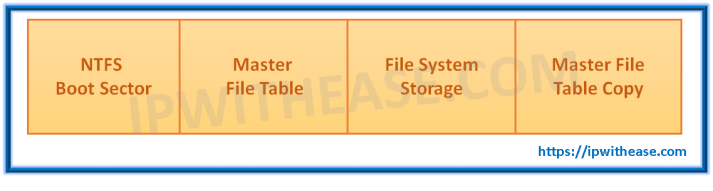 NTFS
Boot Sector
Master
File Table
File System
Storage
Master File
Table Copy
IPWITHEASE.COM
https://ipwithease.com